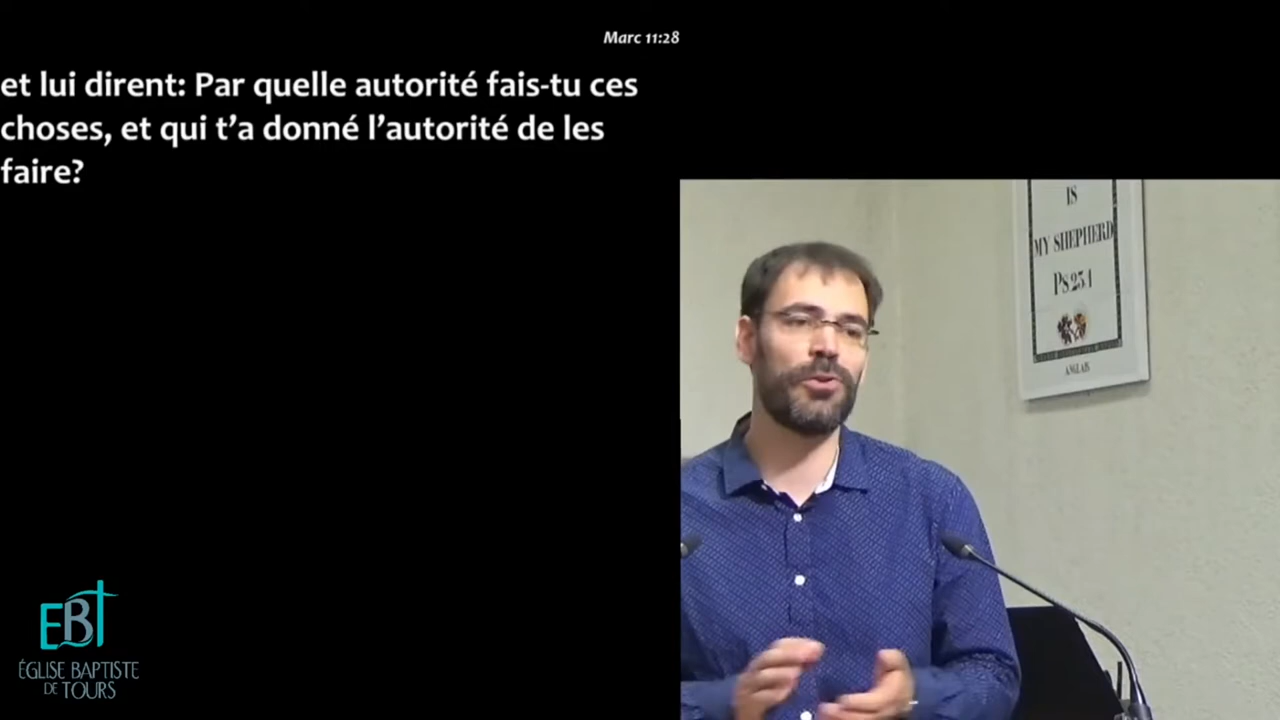 Marc 11:28
et lui dirent: Par quelle autorité fais-tu ces
choses, et qui t’a donné l’autorité de les
faire?
IS
MY SHEPHERD
PS 23.1
ANGLAIS
EBT
ÉGLISE BAPTISTE
DE TOURS